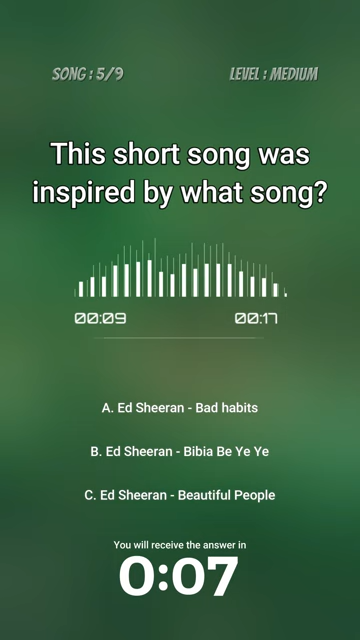 SONG : 5/9
LEVEL : MEDIUM
This short song was
inspired by what song?
00:09
00:17
A. Ed Sheeran - Bad habits
B. Ed Sheeran - Bibia Be Ye Ye
C. Ed Sheeran - Beautiful People
You will receive the answer in
0:07